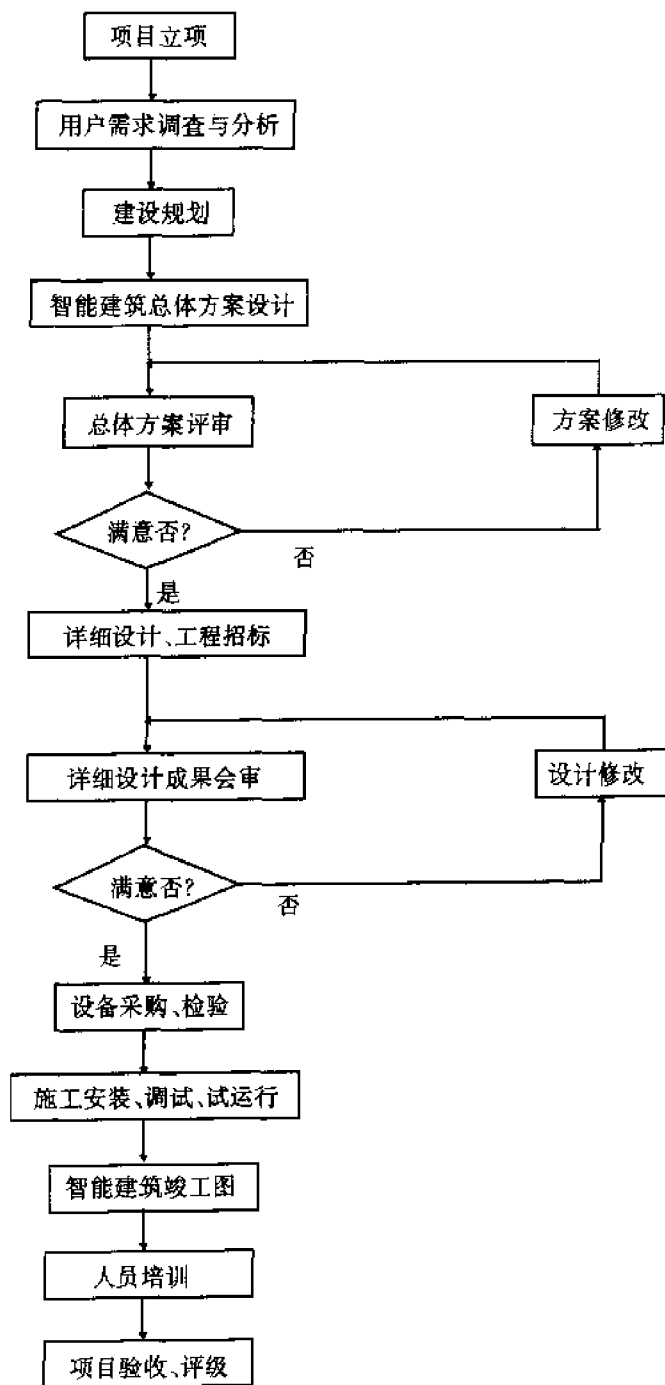 项目立项
用户需求调查与分析
建设规划
智能建筑总体方案设计
总体方案评审
方案修改
满意否?
否
是
详细设计、工程招标
详细设计成果会审
设计修改
满意否?
否
是
设备采购、检验
施工安装、调试、试运行
智能建筑竣工图
人员培训
项目验收、评级